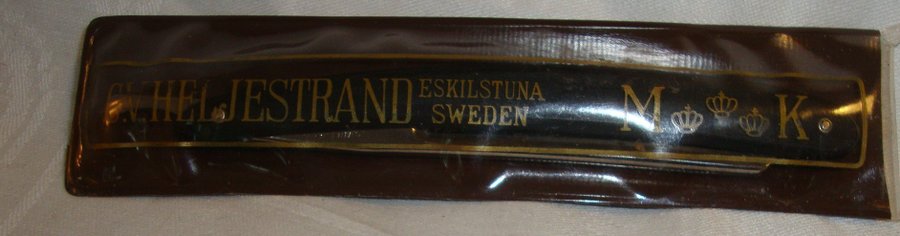 C.V. HELJESTRAND
ESKILSTUNA
SWEDEN
M K